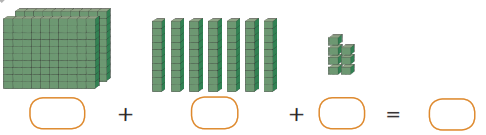 + + =